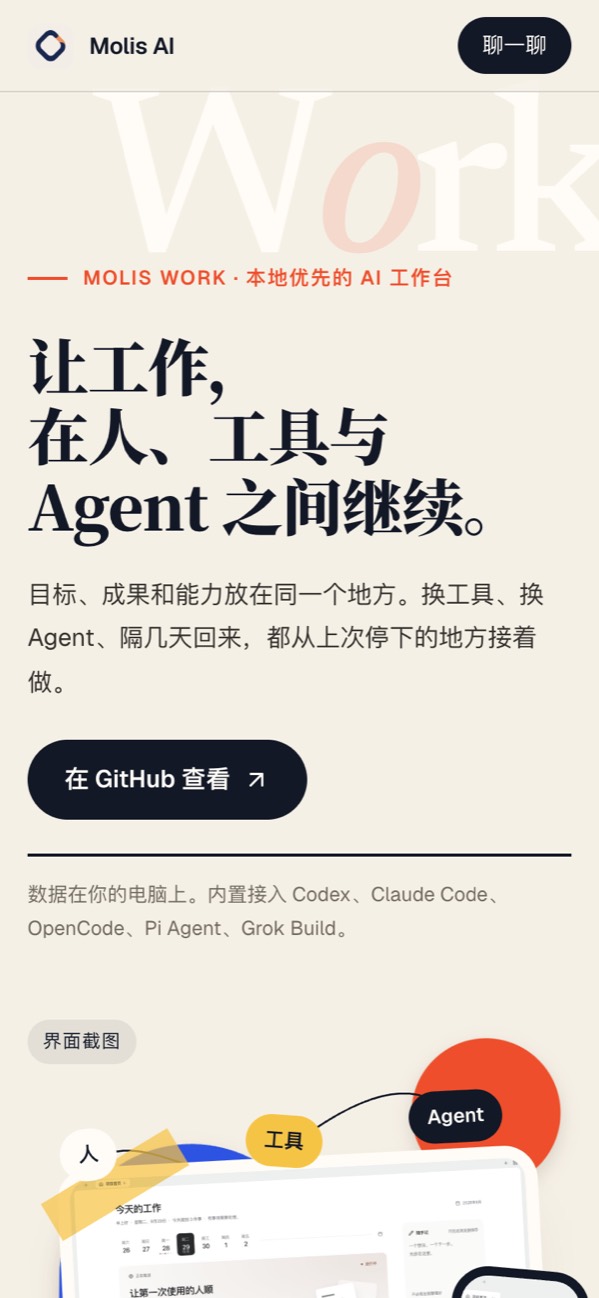 Molis AI
聊一聊
Work
MOLIS WORK · 本地优先的 AI 工作台
让工作,
在人、工具与
Agent 之间继续。
目标、成果和能力放在同一个地方。换工具、换
Agent、隔几天回来，都从上次停下的地方接着
做。
在 GitHub 查看
数据在你的电脑上。内置接入 Codex、Claude Code、
OpenCode、Pi Agent、Grok Build。
界面截图
Agent
工具
人
今天的工作
26 27 28 29 30 1 2
让第一次使用的人顺